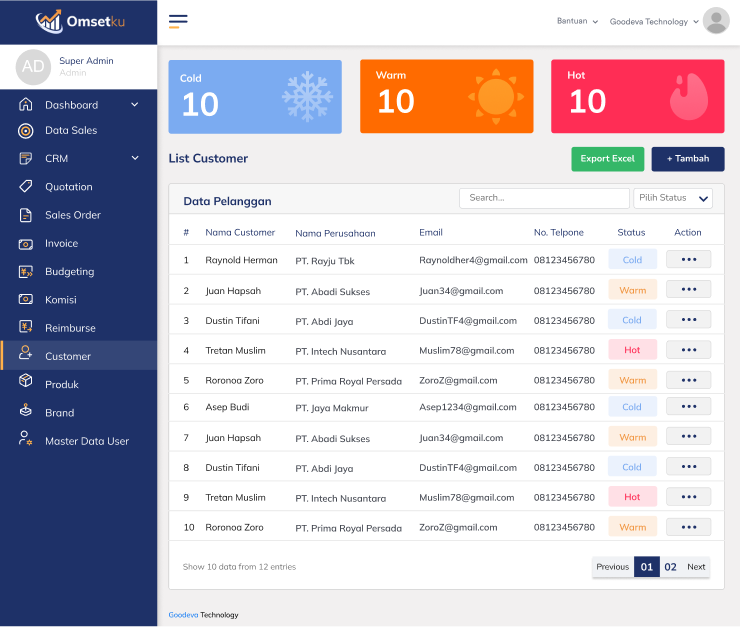 Omsetku
Bantuan
Goodeva Technology
AD
Super Admin
Admin
Dashboard
Data Sales
CRM
Quotation
Sales Order
Invoice
Budgeting
Komisi
Reimburse
Customer
Produk
Brand
Master Data User
Cold
10
Warm
10
Hot
10
List Customer
Export Excel
+ Tambah
Data Pelanggan
Search...
Pilih Status
# Nama Customer Nama Perusahaan Email No. Telpone Status Action
1 Raynold Herman PT. Rayju Tbk Raynoldher4@gmail.com 08123456780 Cold
2 Juan Hapsah PT. Abadi Sukses Juan34@gmail.com 08123456780 Warm
3 Dustin Tifani PT. Abdi Jaya DustinTF4@gmail.com 08123456780 Cold
4 Tretan Muslim PT. Intech Nusantara Muslim78@gmail.com 08123456780 Hot
5 Roronoa Zoro PT. Prima Royal Persada ZoroZ@gmail.com 08123456780 Warm
6 Asep Budi PT. Jaya Makmur Asep1234@gmail.com 08123456780 Cold
7 Juan Hapsah PT. Abadi Sukses Juan34@gmail.com 08123456780 Warm
8 Dustin Tifani PT. Abdi Jaya DustinTF4@gmail.com 08123456780 Cold
9 Tretan Muslim PT. Intech Nusantara Muslim78@gmail.com 08123456780 Hot
10 Roronoa Zoro PT. Prima Royal Persada ZoroZ@gmail.com 08123456780 Warm
Show 10 data from 12 entries
Previous 01 02 Next
Goodeva Technology